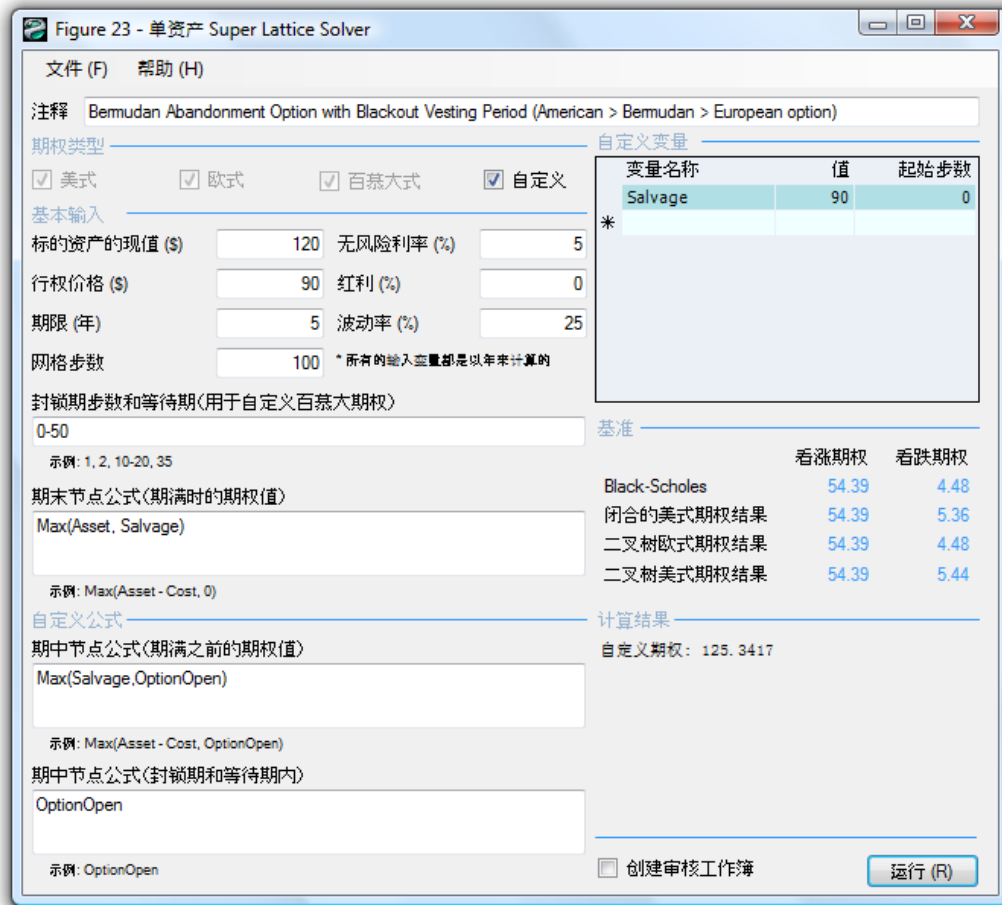 Figure 23 - 单资产 Super Lattice Solver
文件 (F) 帮助 (H)
注释 Bermudan Abandonment Option with Blackout Vesting Period (American > Bermudan > European option)
期权类型
美式 欧式 百慕大式 自定义
基本输入
标的资产的现值 ($) 120 无风险利率 (%) 5
行权价格 ($) 90 红利 (%) 0
期限 (年) 5 波动率 (%) 25
网格步数 100 * 所有的输入变量都是以年来计算的
封锁期步数和等待期(用于自定义百慕大期权)
0-50
示例: 1, 2, 10-20, 35
期末节点公式(期满时的期权值)
Max(Asset, Salvage)
示例: Max(Asset - Cost, 0)
自定义公式
期中节点公式(期满之前的期权值)
Max(Salvage,OptionOpen)
示例: Max(Asset - Cost, OptionOpen)
期中节点公式(封锁期和等待期内)
OptionOpen
示例: OptionOpen
自定义变量
变量名称 值 起始步数
Salvage 90 0
*
基准
看涨期权 看跌期权
Black-Scholes 54.39 4.48
闭合的美式期权结果 54.39 5.36
二叉树欧式期权结果 54.39 4.48
二叉树美式期权结果 54.39 5.44
计算结果
自定义期权: 125.3417
创建审核工作簿 运行 (R)